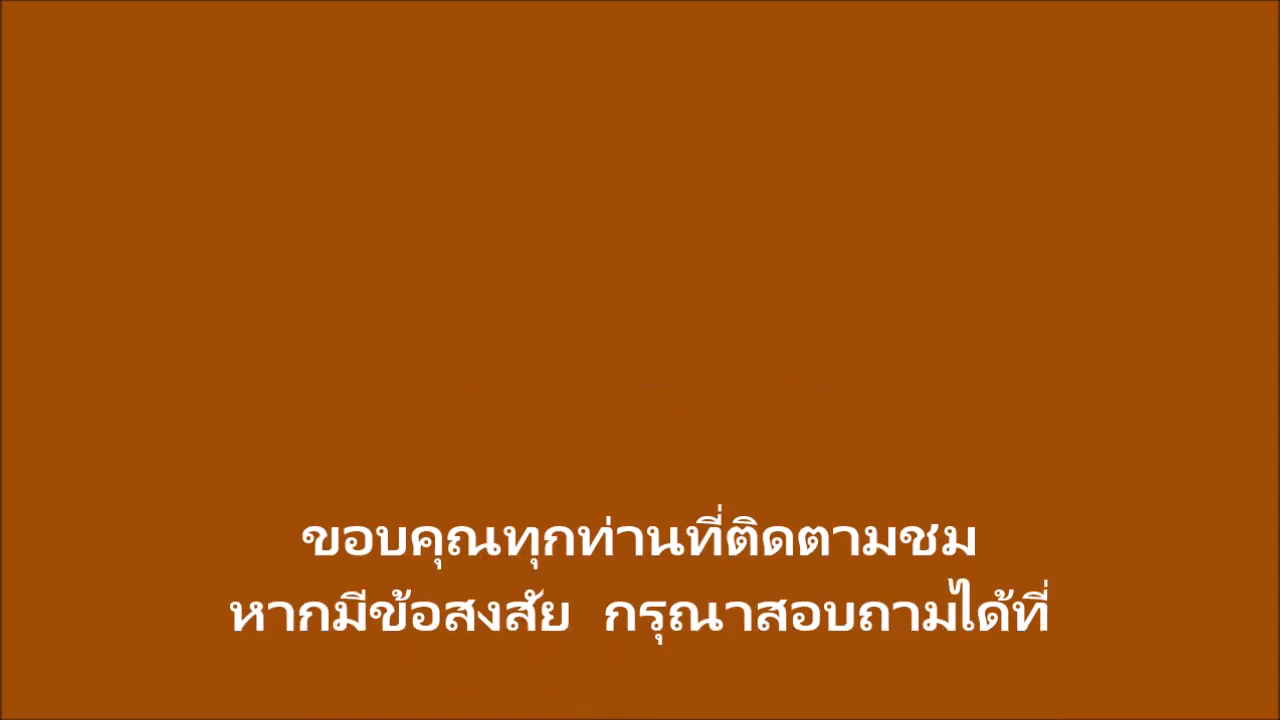 ขอบคุณทุกท่านที่ติดตามชม
หากมีข้อสงสัย กรุณาสอบถามได้ที่